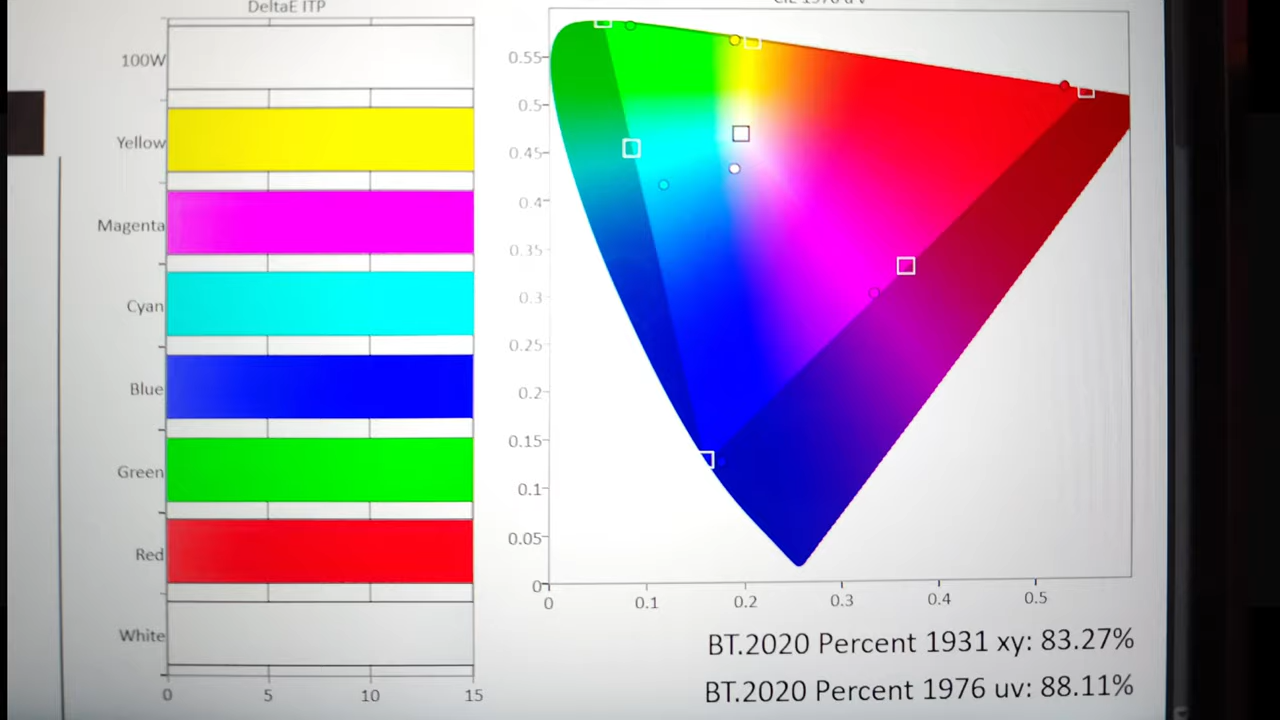 DeltaE ITP
100W
Yellow
Magenta
Cyan
Blue
Green
Red
White
0 5 10 15
CIE 1976 u'v'
0.55
0.5
0.45
0.4
0.35
0.3
0.25
0.2
0.15
0.1
0.05
0
0 0.1 0.2 0.3 0.4 0.5
BT.2020 Percent 1931 xy: 83.27%
BT.2020 Percent 1976 uv: 88.11%